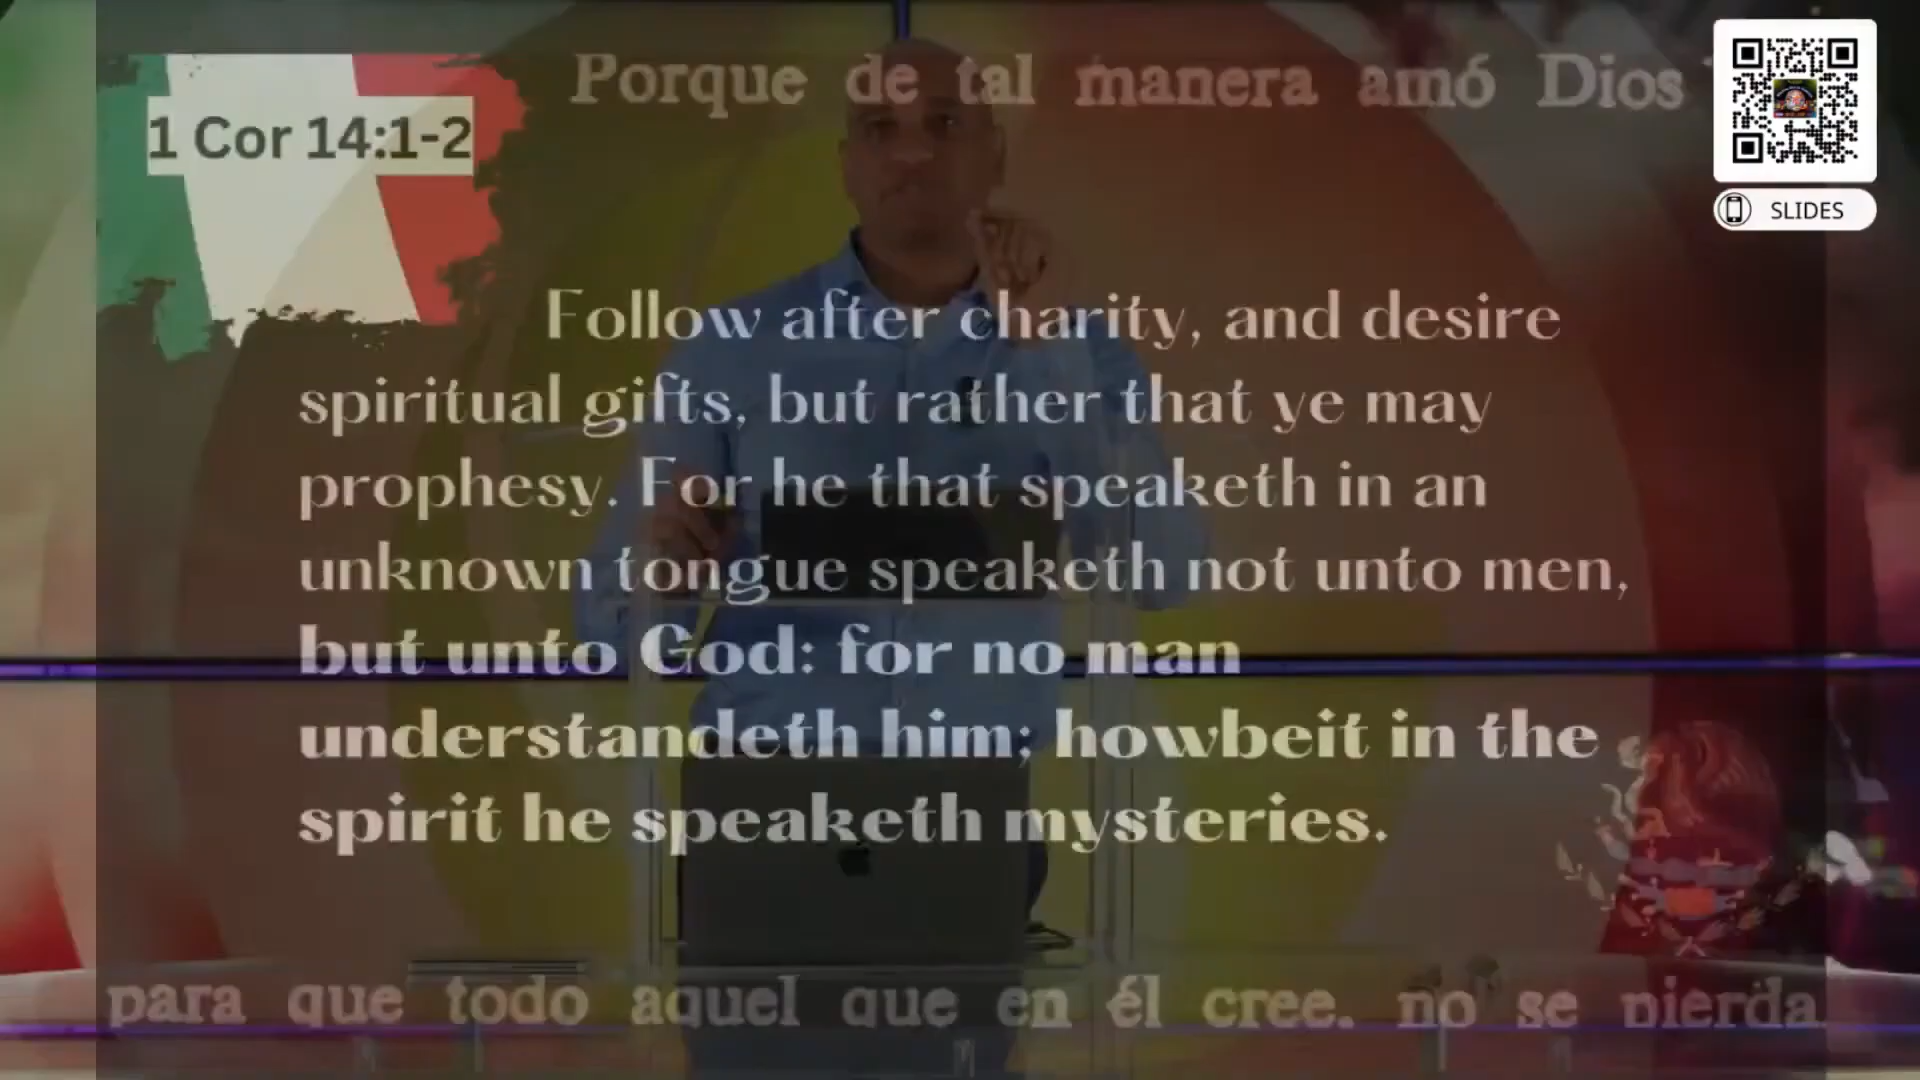 Porque de tal manera amó Dios
1 Cor 14:1-2
SLIDES
Follow after charity, and desire
spiritual gifts, but rather that ye may
prophesy. For he that speaketh in an
unknown tongue speaketh not unto men,
but unto God: for no man
understandeth him; howbeit in the
spirit he speaketh mysteries.
para que todo aquel que en él cree, no se pierda